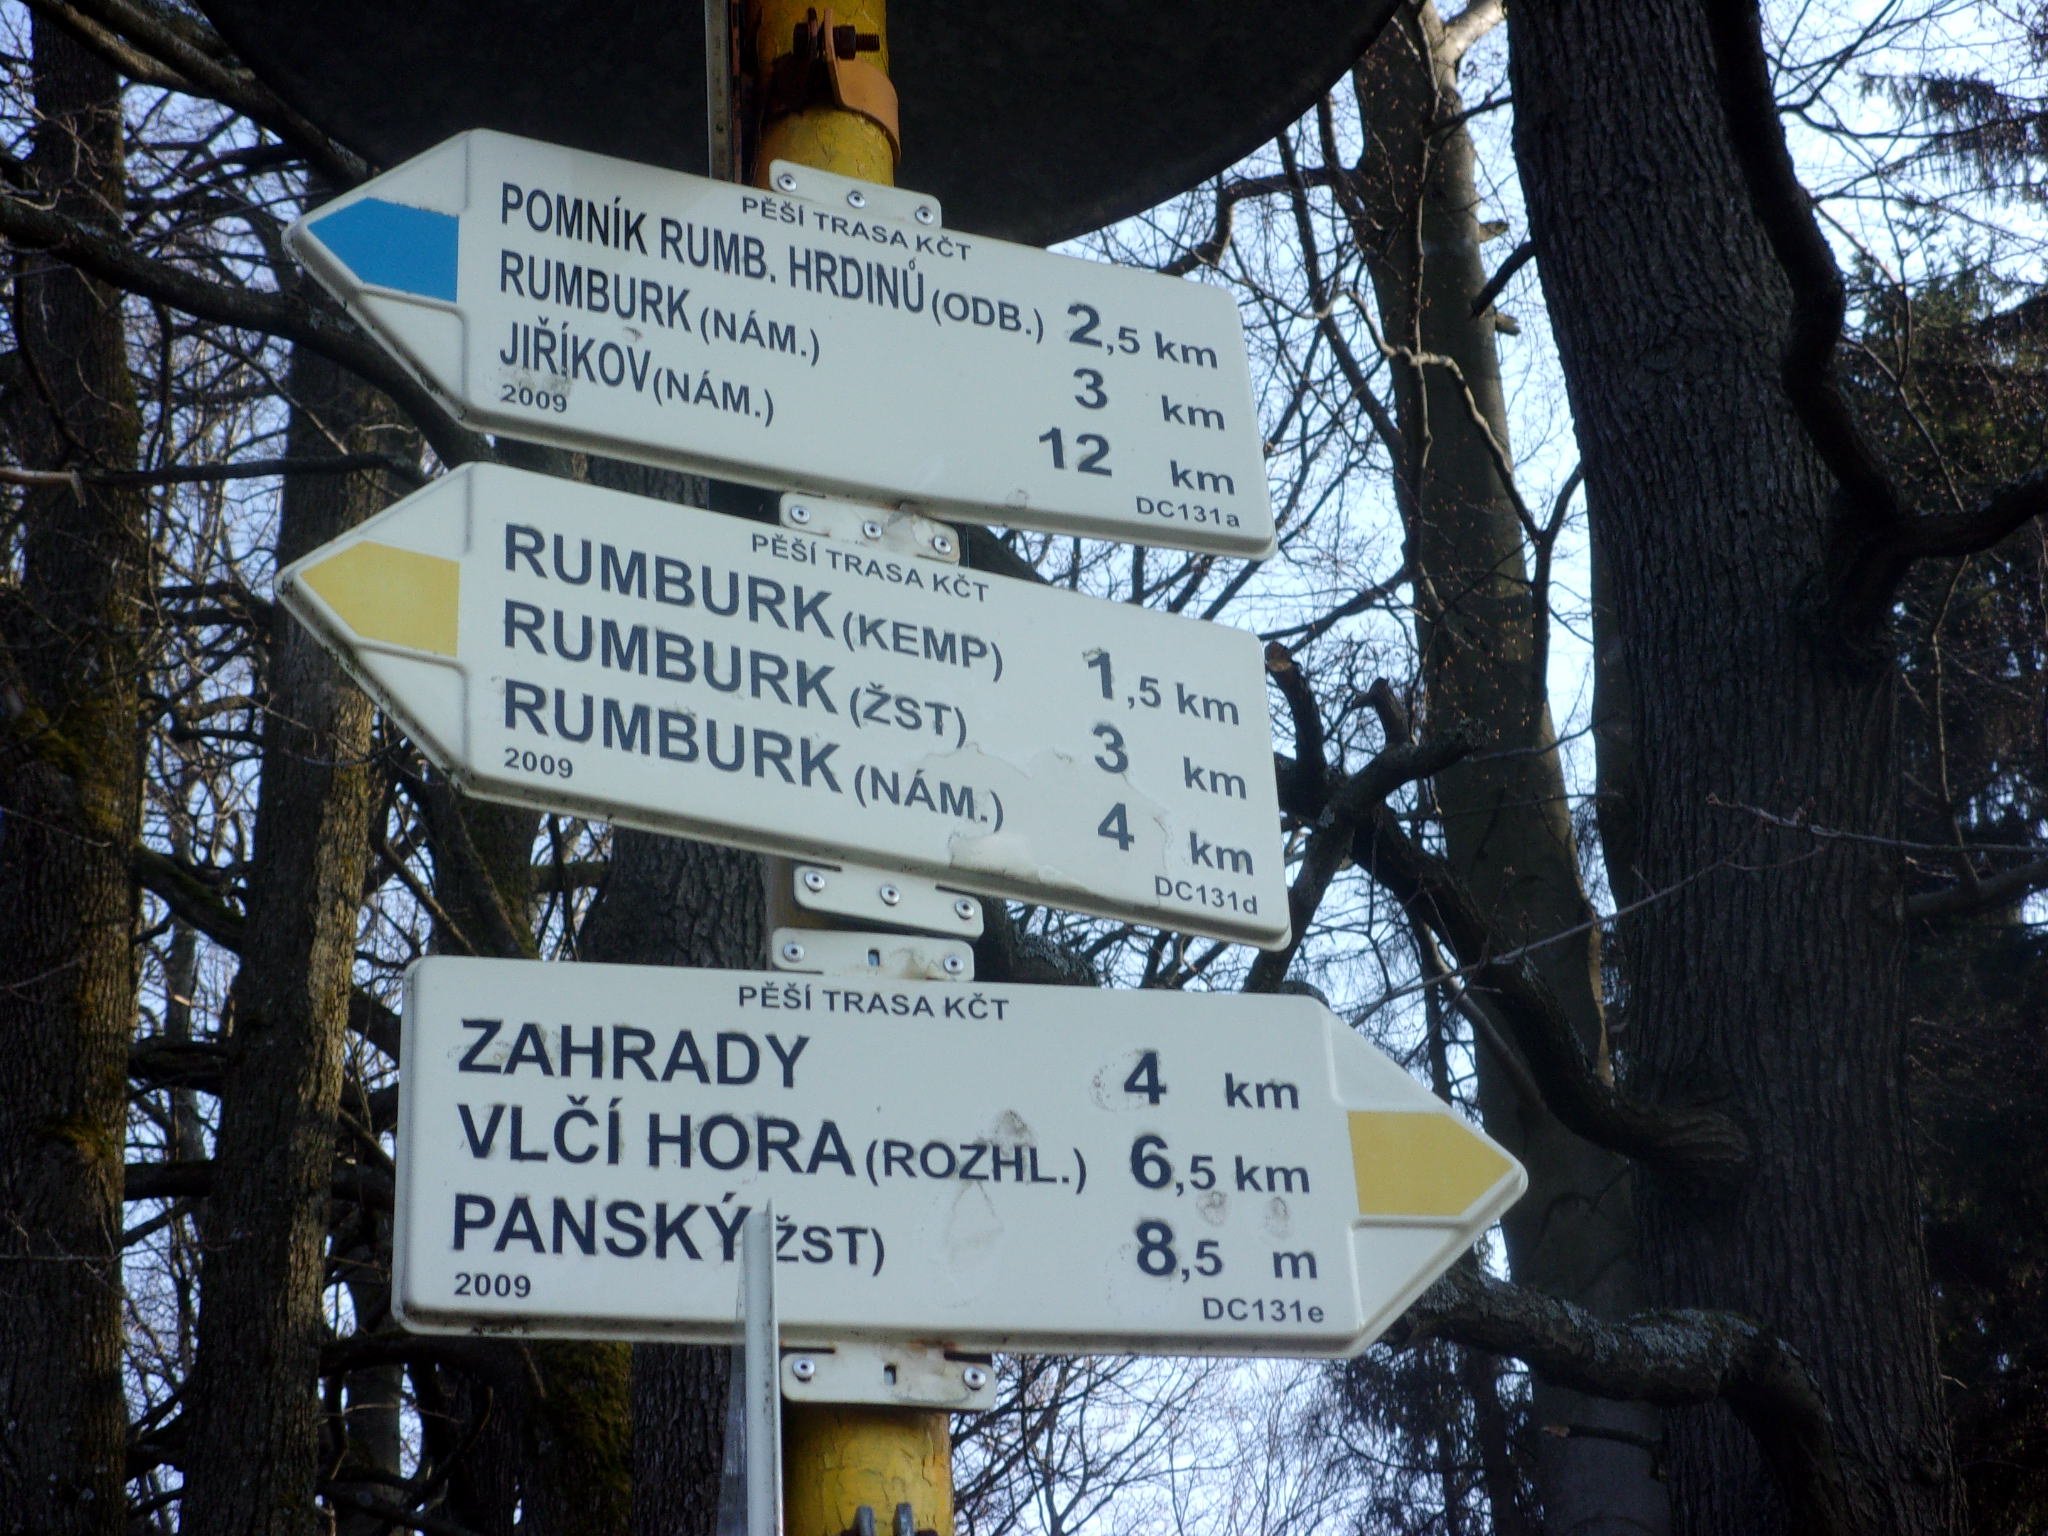 PĚŠÍ TRASA KČT
POMNÍK RUMB. HRDINŮ (ODB.) 2,5 km
RUMBURK (NÁM.) 3 km
JIŘÍKOV (NÁM.) 12 km
2009 DC131a
PĚŠÍ TRASA KČT
RUMBURK (KEMP) 1,5 km
RUMBURK (ŽST) 3 km
RUMBURK (NÁM.) 4 km
2009 DC131d
PĚŠÍ TRASA KČT
ZAHRADY 4 km
VLČÍ HORA (ROZHL.) 6,5 km
PANSKÝ ŽST) 8,5 m
2009 DC131e